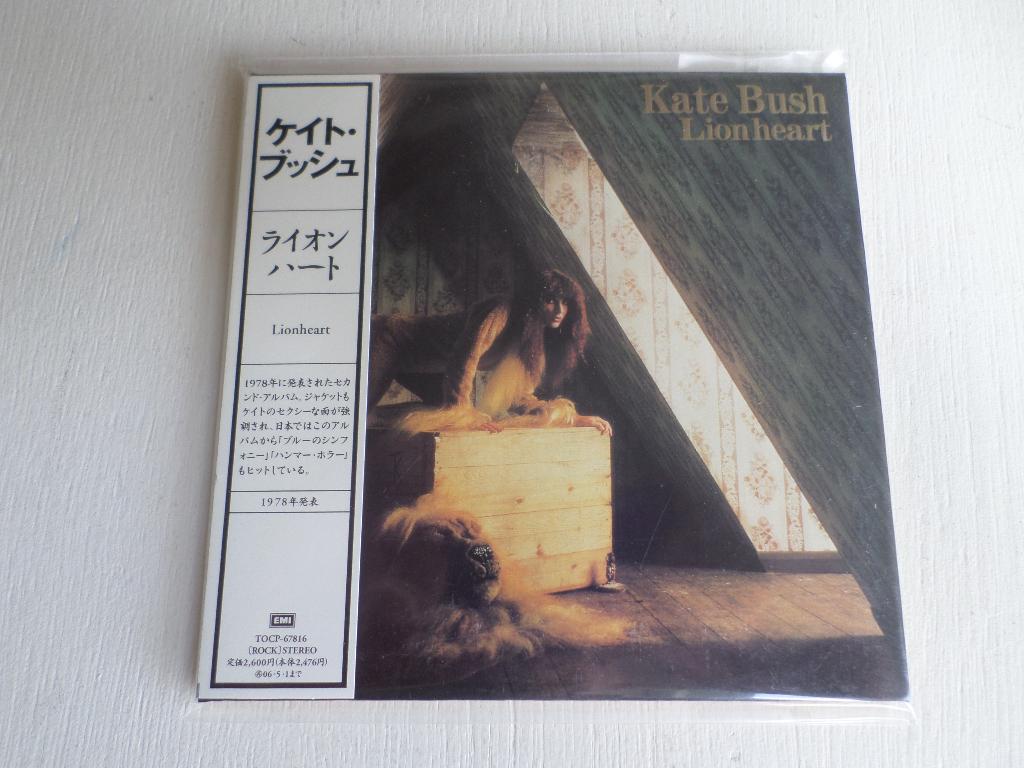 ケイト・
ブッシュ
ライオン
ハート
Lionheart
1978年に発表されたセカ
ンド・アルバム。ジャケットも
ケイトのセクシーな面が強
調され、日本ではこのアル
バムから「ブルーのシンフ
ォニー」「ハンマー・ホラー」
もヒットしている。
1978年発表
EMI
TOCP-67816
〔ROCK〕STEREO
定価2,600円(本体2,476円)
06・5・1まで
Kate Bush
Lionheart